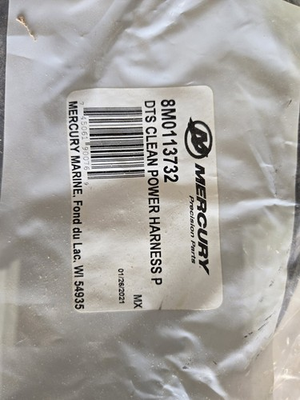 MERCURY
Precision Parts
8M0113732
DTS CLEAN POWER HARNESS P
MX
01/26/2021
MERCURY MARINE, Fond du Lac, WI 54935